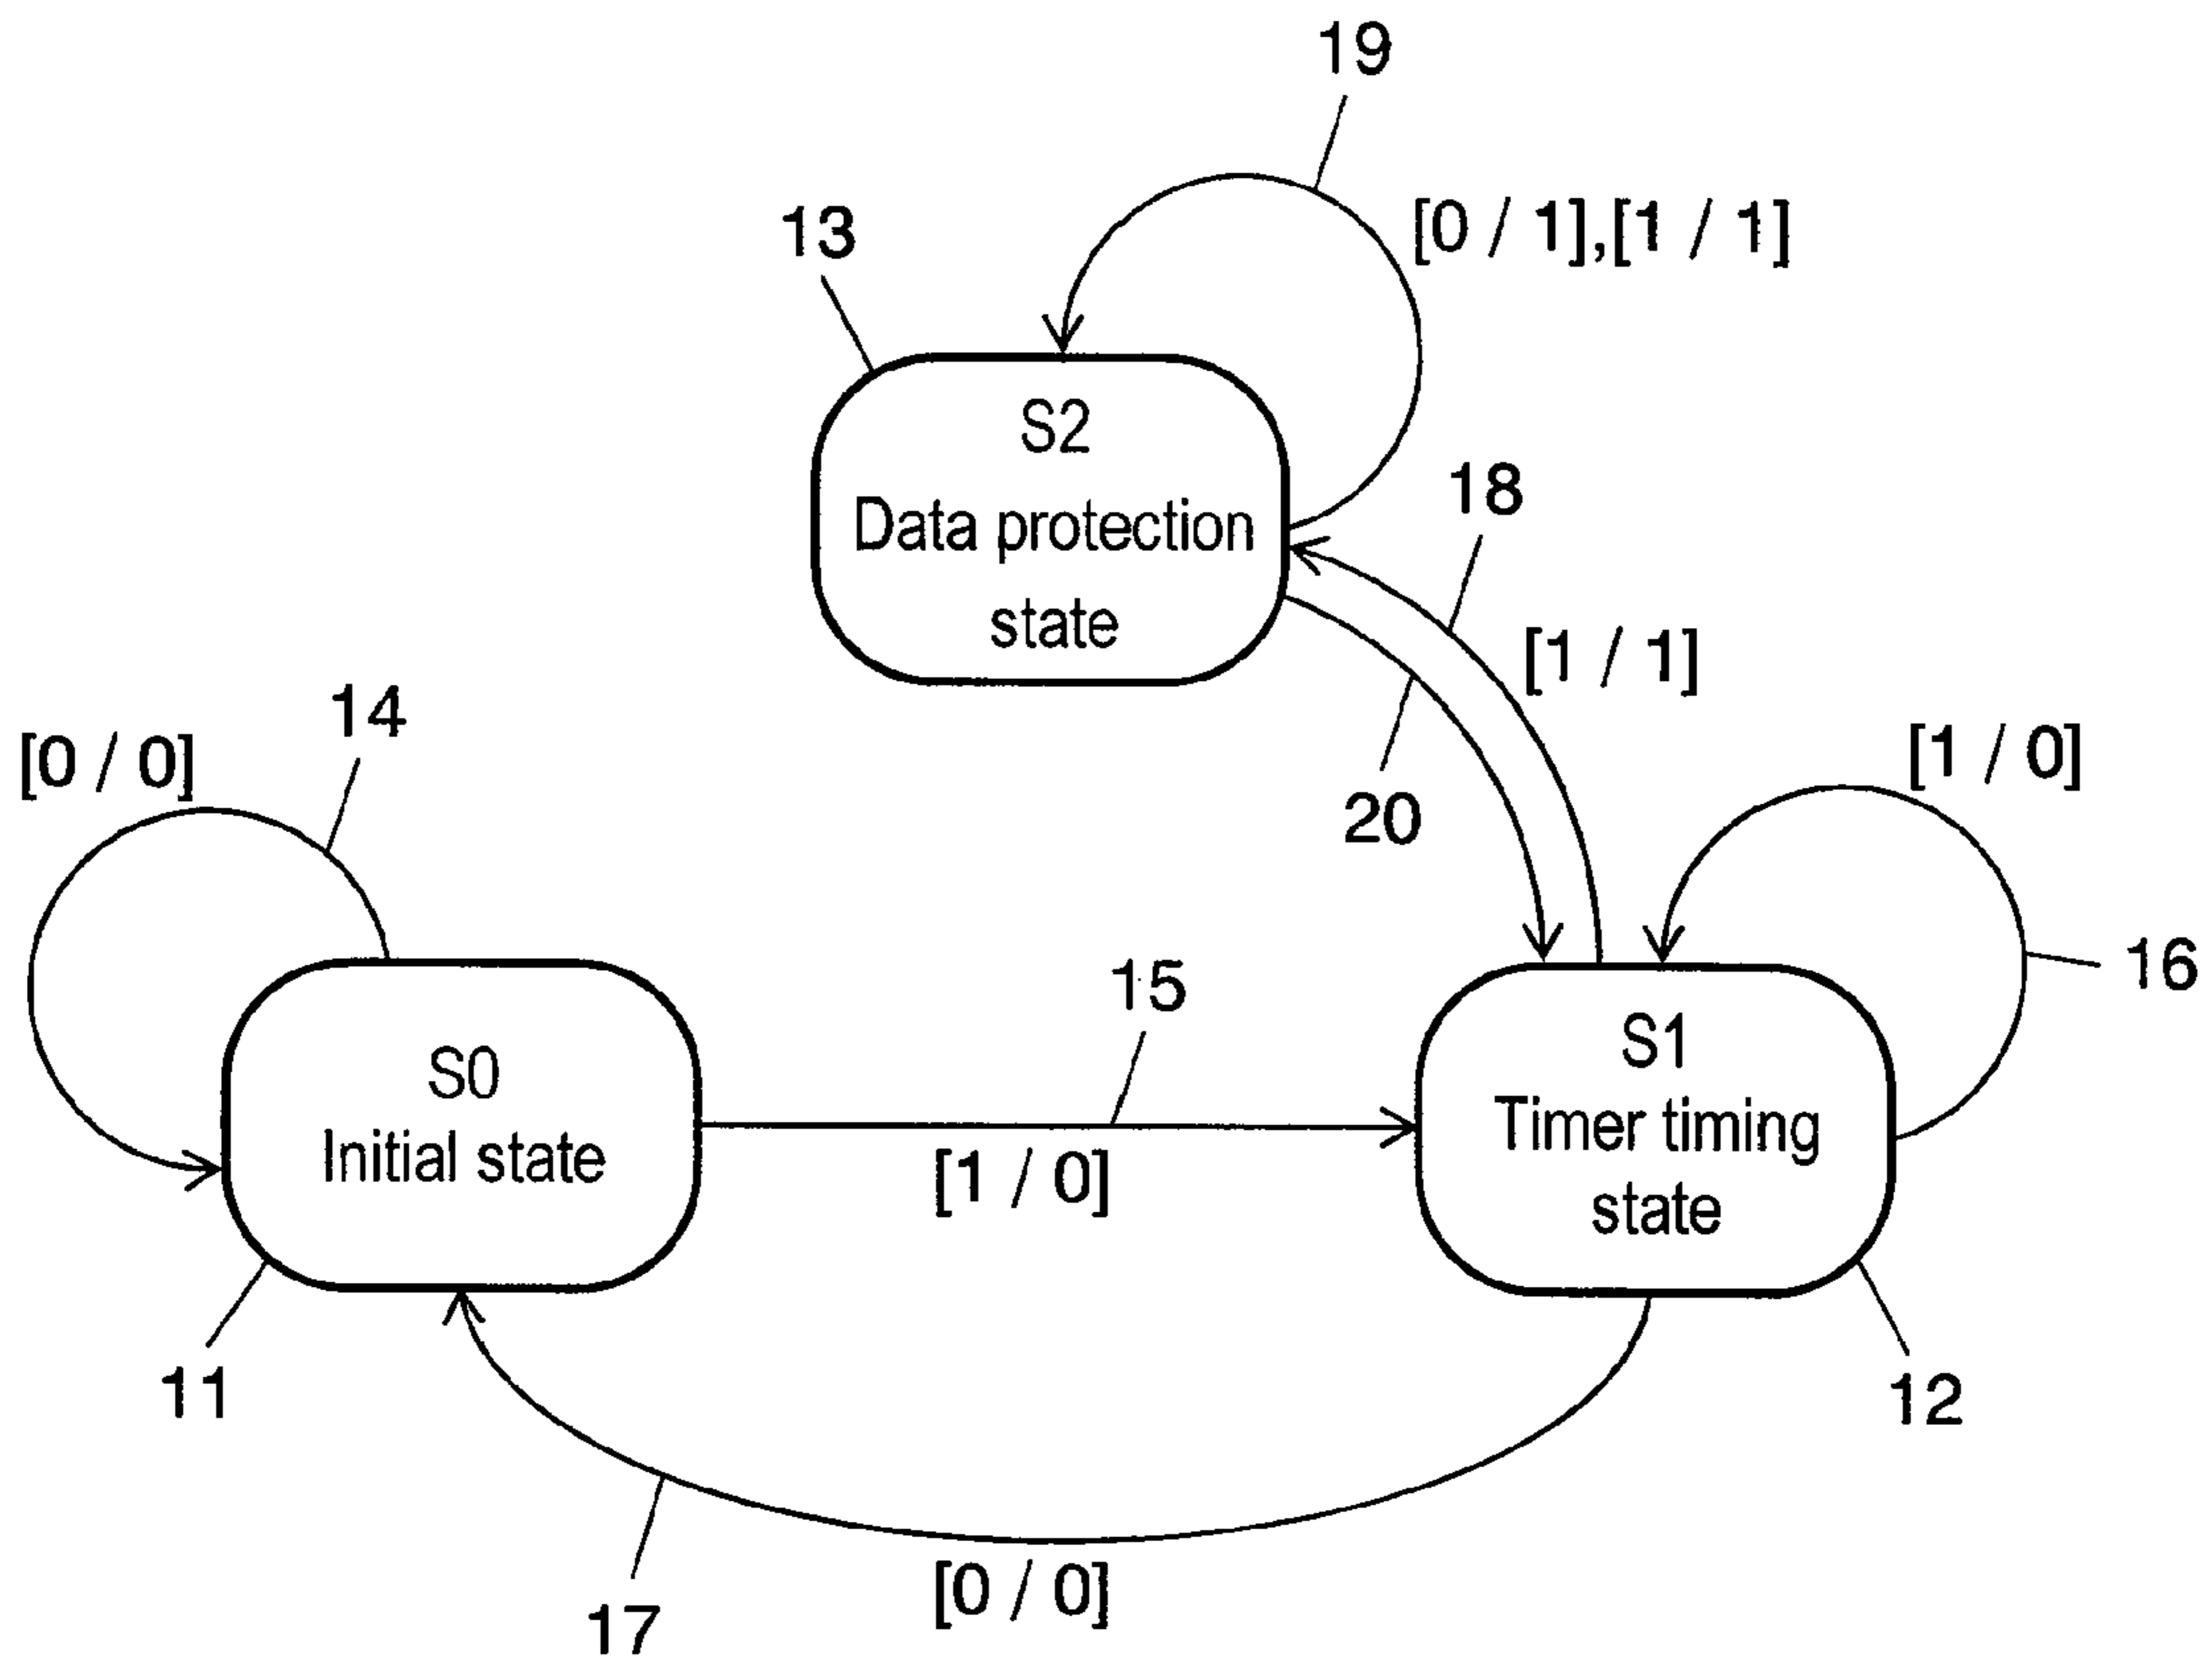 19
[0 / 1],[1 / 1]
13
S2
Data protection
state
18
[1 / 1]
20
14
[0 / 0]
[1 / 0]
16
15
[1 / 0]
S0
Initial state
S1
Timer timing
state
11
12
17
[0 / 0]